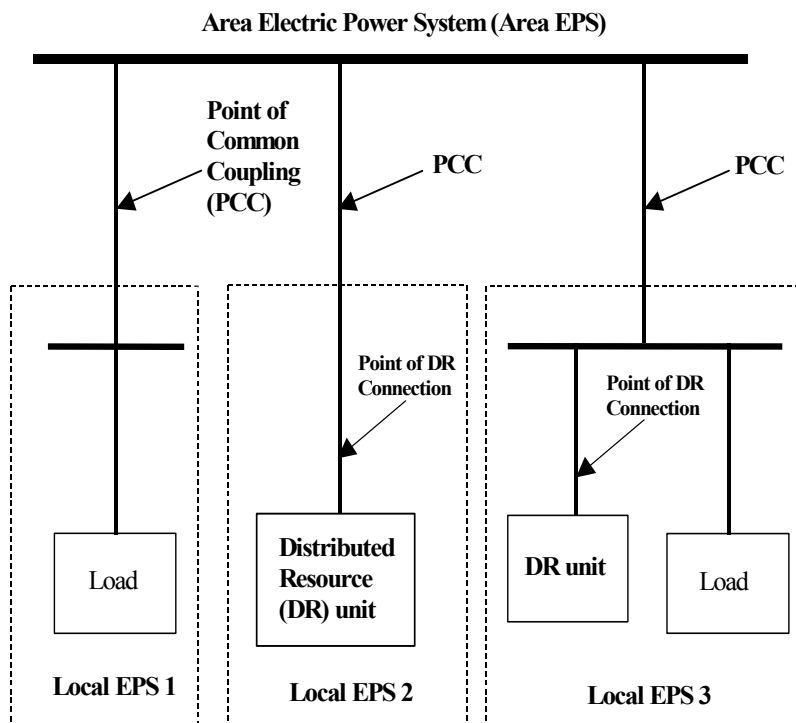 Area Electric Power System (Area EPS)
Point of
Common
Coupling
(PCC)
PCC
PCC
Point of DR
Connection
Point of DR
Connection
Load
Distributed
Resource
(DR) unit
DR unit
Load
Local EPS 1
Local EPS 2
Local EPS 3